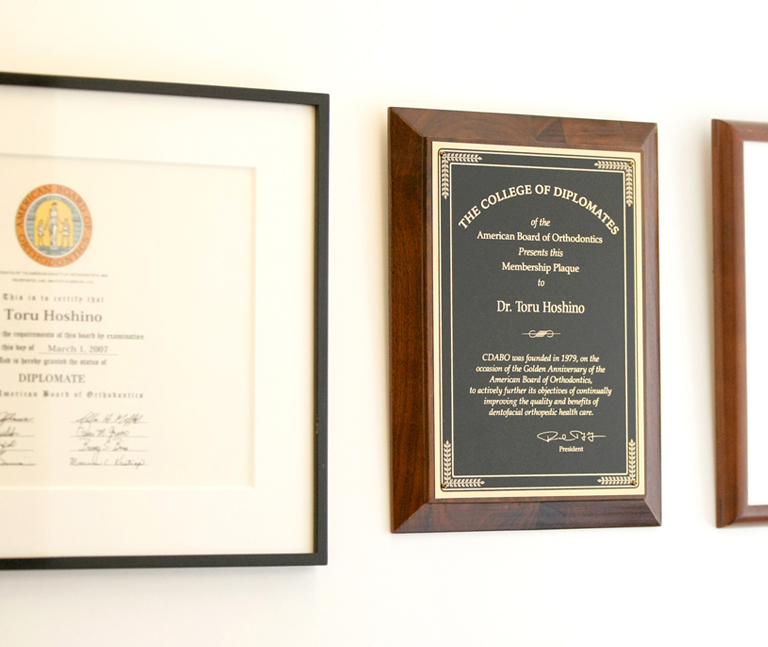 AMERICAN BOARD OF ORTHODONTICS
This is to certify that
Toru Hoshino
the requirements of this board by examination
this day of March 1, 2007
is hereby granted the status of
DIPLOMATE
American Board of Orthodontics
THE COLLEGE OF DIPLOMATES
of the
American Board of Orthodontics
Presents this
Membership Plaque
to
Dr. Toru Hoshino
CDABO was founded in 1979, on the
occasion of the Golden Anniversary of the
American Board of Orthodontics,
to actively further its objectives of continually
improving the quality and benefits of
dentofacial orthopedic health care.
President